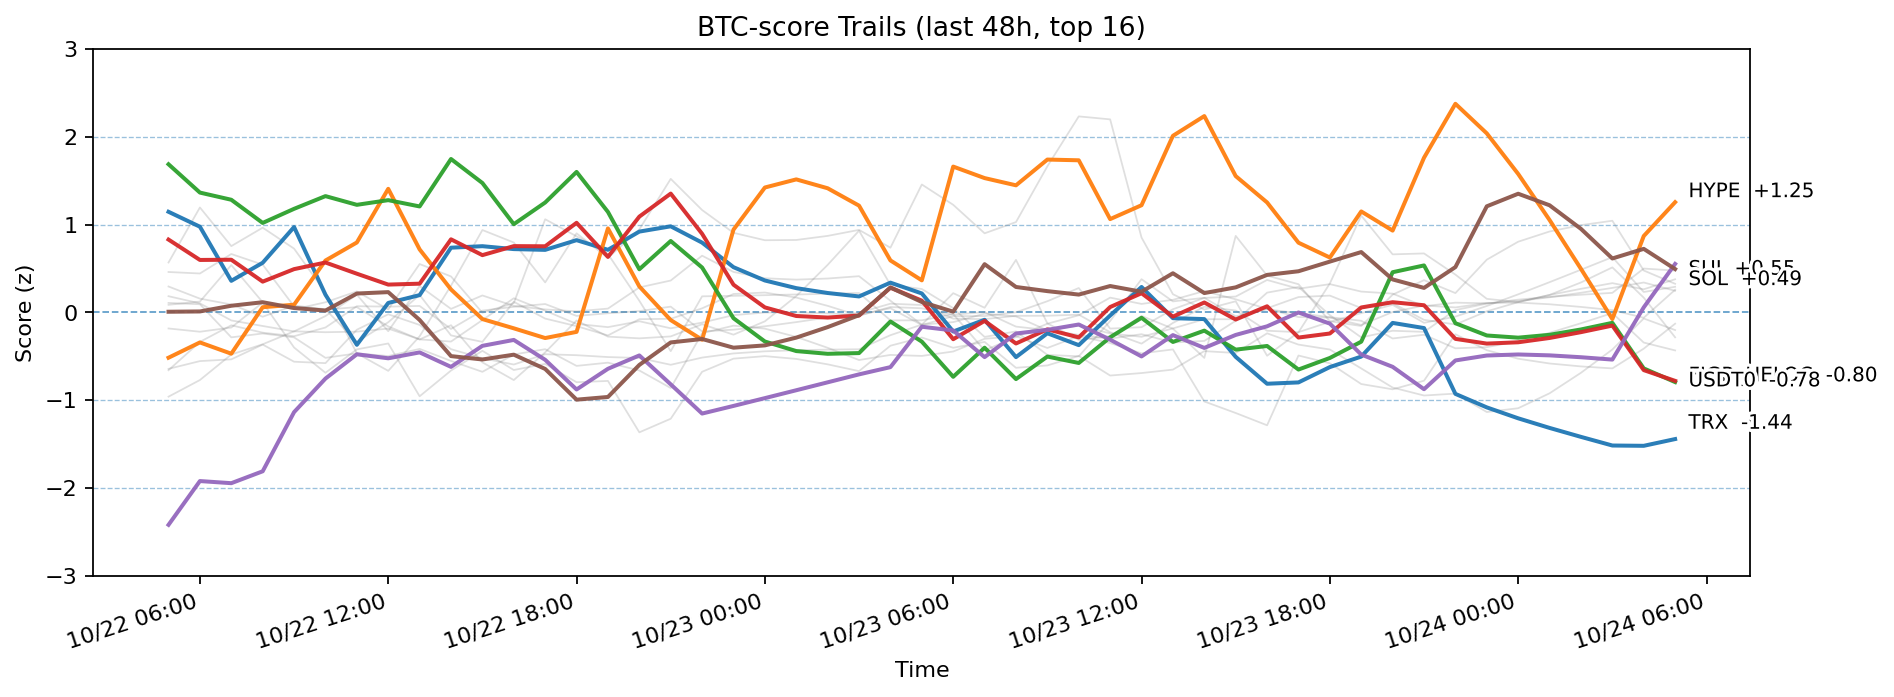 BTC-score Trails (last 48h, top 16)
3
2
1
0
−1
−2
−3
Score (z)
HYPE +1.25
+0.55
SOL +0.49
-0.80
USDT0 -0.78
TRX -1.44
10/22 06:00
10/22 12:00
10/22 18:00
10/23 00:00
10/23 06:00
10/23 12:00
10/23 18:00
10/24 00:00
10/24 06:00
Time